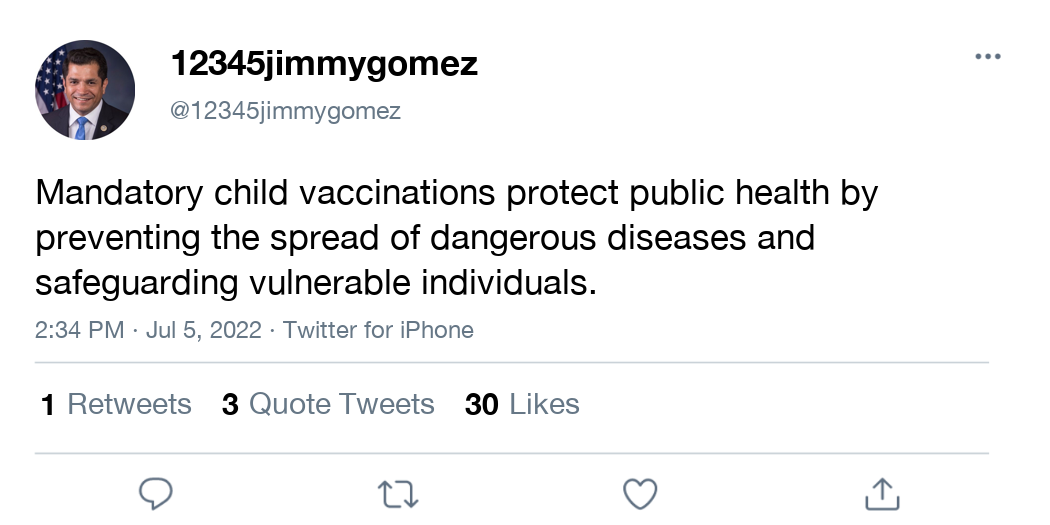 12345jimmygomez
@12345jimmygomez
Mandatory child vaccinations protect public health by
preventing the spread of dangerous diseases and
safeguarding vulnerable individuals.
2:34 PM · Jul 5, 2022 · Twitter for iPhone
1 Retweets 3 Quote Tweets 30 Likes